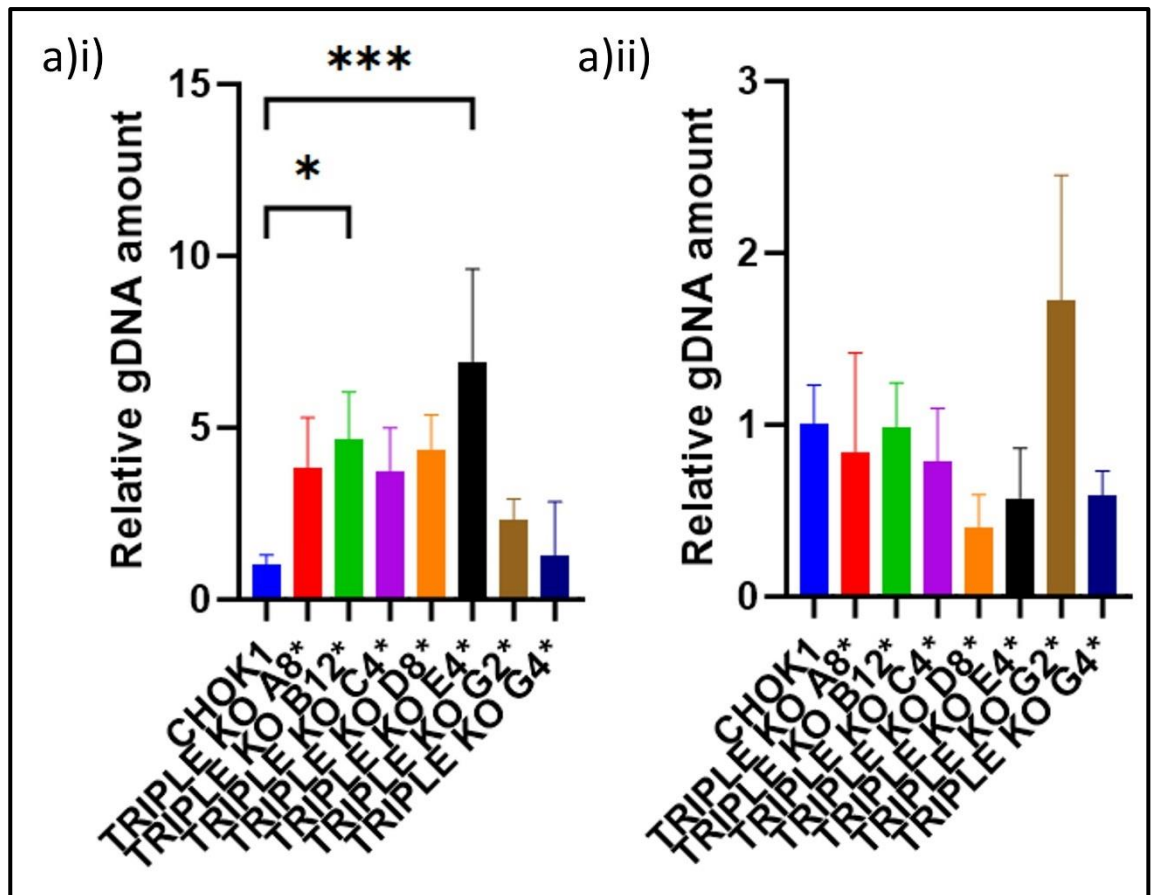 a)i)
***
*
Relative gDNA amount
15
10
5
0
CHOK1
TRIPLE KO A8*
TRIPLE KO B12*
TRIPLE KO C4*
TRIPLE KO D8*
TRIPLE KO E4*
TRIPLE KO G2*
TRIPLE KO G4*
a)ii)
Relative gDNA amount
3
2
1
0
CHOK1
TRIPLE KO A8*
TRIPLE KO B12*
TRIPLE KO C4*
TRIPLE KO D8*
TRIPLE KO E4*
TRIPLE KO G2*
TRIPLE KO G4*